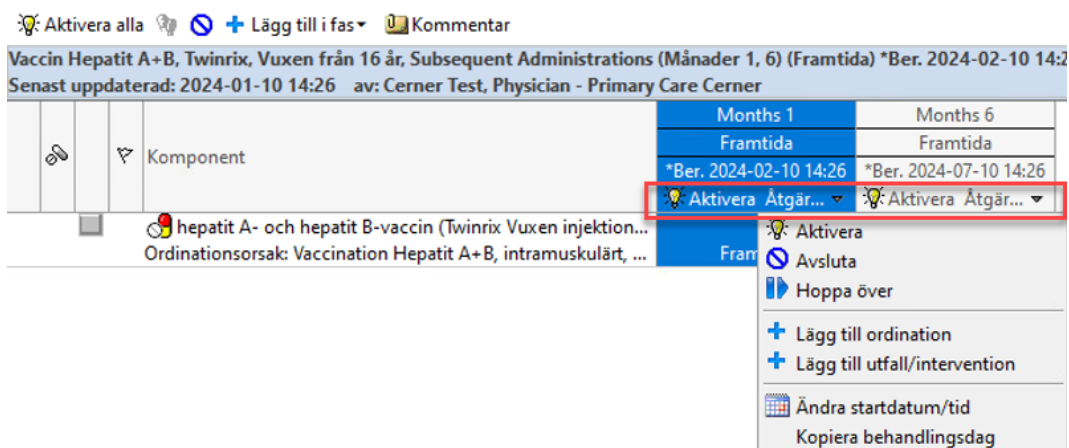 Aktivera alla Lägg till i fas Kommentar
Vaccin Hepatit A+B, Twinrix, Vuxen från 16 år, Subsequent Administrations (Månader 1, 6) (Framtida) *Ber. 2024-02-10 14:2
Senast uppdaterad: 2024-01-10 14:26 av: Cerner Test, Physician - Primary Care Cerner
Months 1 Months 6
Komponent Framtida Framtida
*Ber. 2024-02-10 14:26 *Ber. 2024-07-10 14:26
Aktivera Åtgär... Aktivera Åtgär...
hepatit A- och hepatit B-vaccin (Twinrix Vuxen injektion...
Ordinationsorsak: Vaccination Hepatit A+B, intramuskulärt, ... Fram
Aktivera
Avsluta
Hoppa över
Lägg till ordination
Lägg till utfall/intervention
Ändra startdatum/tid
Kopiera behandlingsdag